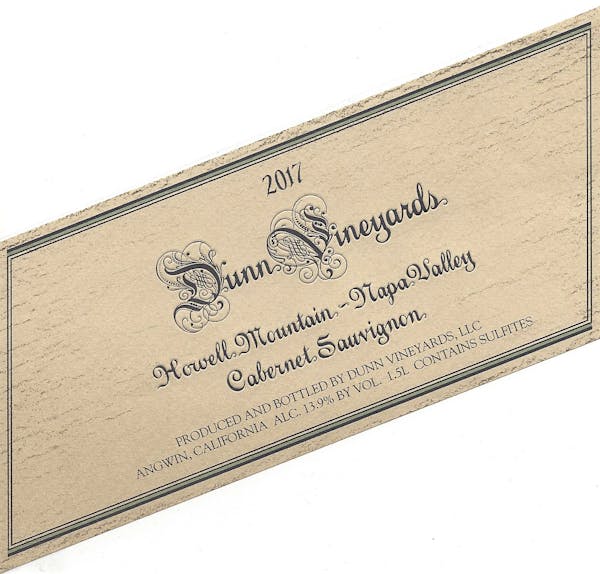 2017
Dunn Vineyards
Howell Mountain - Napa Valley
Cabernet Sauvignon
PRODUCED AND BOTTLED BY DUNN VINEYARDS, LLC
ANGWIN, CALIFORNIA ALC. 13.9% BY VOL. 1.5L CONTAINS SULFITES